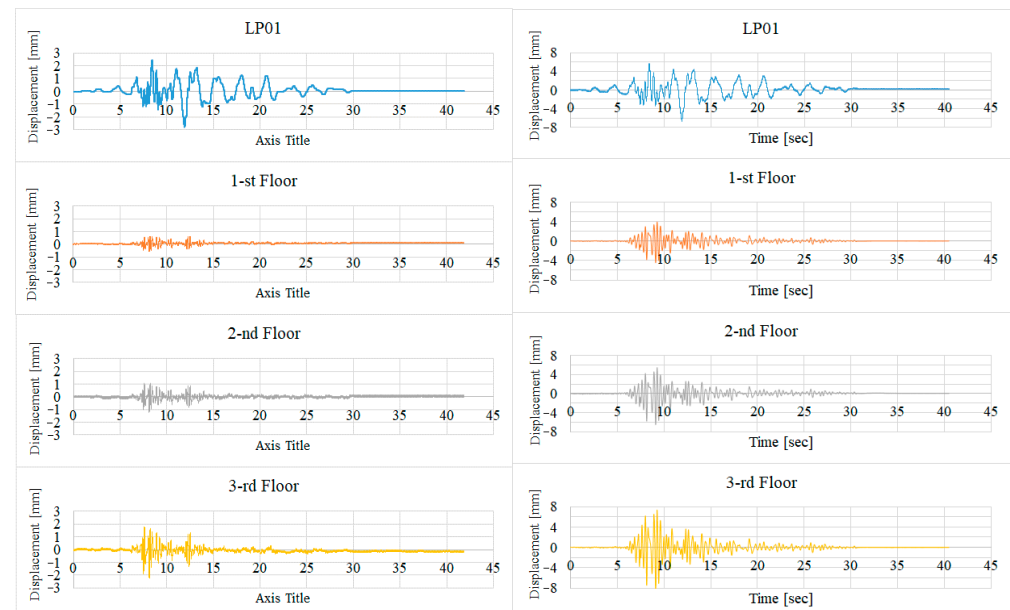 LP01
Displacement [mm]
3
2
1
0
−1
−2
−3
0 5 10 15 20 25 30 35 40 45
Axis Title
1-st Floor
Displacement [mm]
3
2
1
0
−1
−2
−3
0 5 10 15 20 25 30 35 40 45
Axis Title
2-nd Floor
Displacement [mm]
3
2
1
0
−1
−2
−3
0 5 10 15 20 25 30 35 40 45
Axis Title
3-rd Floor
Displacement [mm]
3
2
1
0
−1
−2
−3
0 5 10 15 20 25 30 35 40 45
Axis Title
LP01
Displacement [mm]
8
4
0
−4
−8
0 5 10 15 20 25 30 35 40 45
Time [sec]
1-st Floor
Displacement [mm]
8
4
0
−4
−8
0 5 10 15 20 25 30 35 40 45
Time [sec]
2-nd Floor
Displacement [mm]
8
4
0
−4
−8
0 5 10 15 20 25 30 35 40 45
Time [sec]
3-rd Floor
Displacement [mm]
8
4
0
−4
−8
0 5 10 15 20 25 30 35 40 45
Time [sec]